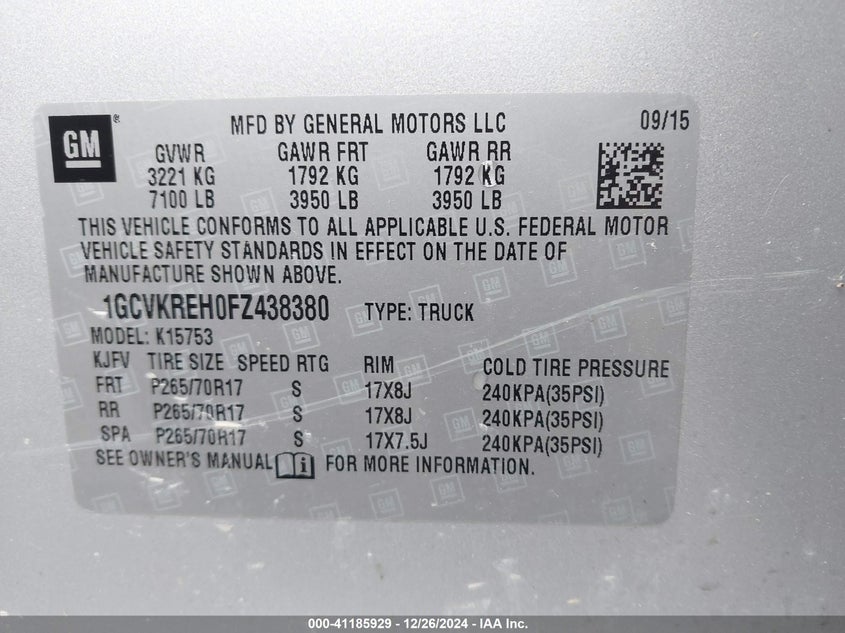 GM ®
MFD BY GENERAL MOTORS LLC 09/15
GVWR GAWR FRT GAWR RR
3221 KG 1792 KG 1792 KG
7100 LB 3950 LB 3950 LB
THIS VEHICLE CONFORMS TO ALL APPLICABLE U.S. FEDERAL MOTOR
VEHICLE SAFETY STANDARDS IN EFFECT ON THE DATE OF
MANUFACTURE SHOWN ABOVE.
1GCVKREH0FZ438380 TYPE: TRUCK
MODEL: K15753
KJFV TIRE SIZE SPEED RTG RIM COLD TIRE PRESSURE
FRT P265/70R17 S 17X8J 240KPA(35PSI)
RR P265/70R17 S 17X8J 240KPA(35PSI)
SPA P265/70R17 S 17X7.5J 240KPA(35PSI)
SEE OWNER'S MANUAL FOR MORE INFORMATION.
000-41185929 - 12/26/2024 - IAA Inc.